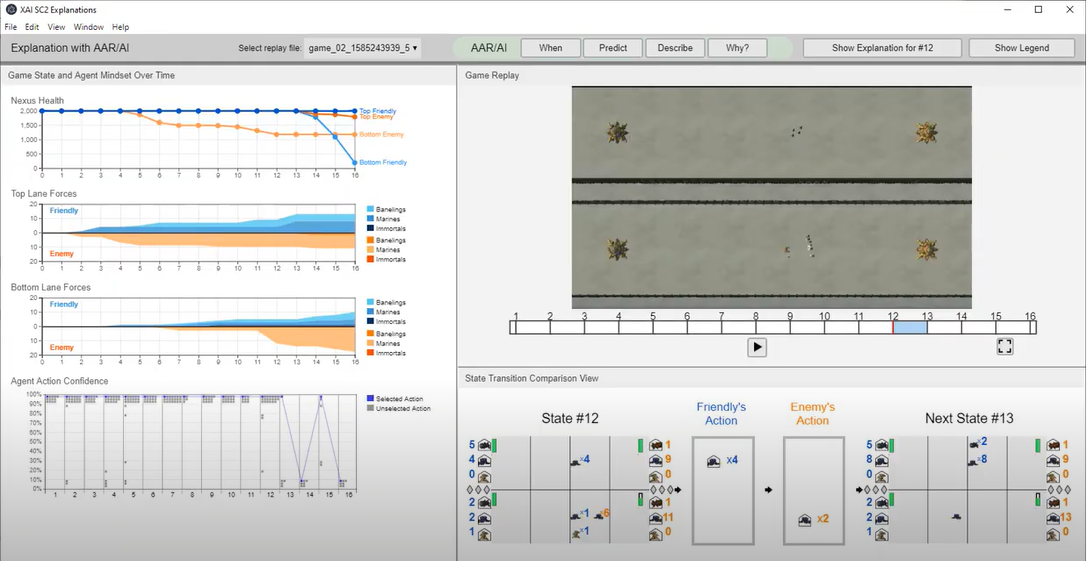 XAI SC2 Explanations
File Edit View Window Help
Explanation with AAR/AI
Select replay file: game_02_1585243939_5
AAR/AI When Predict Describe Why?
Show Explanation for #12
Show Legend
Game State and Agent Mindset Over Time
Nexus Health
2,000
1,500
1,000
500
0
0 1 2 3 4 5 6 7 8 9 10 11 12 13 14 15 16
Top Friendly
Top Enemy
Bottom Enemy
Bottom Friendly
Top Lane Forces
20
10
0
10
20
Friendly
Enemy
0 1 2 3 4 5 6 7 8 9 10 11 12 13 14 15 16
Banelings
Marines
Immortals
Banelings
Marines
Immortals
Bottom Lane Forces
20
10
0
10
20
Friendly
Enemy
0 1 2 3 4 5 6 7 8 9 10 11 12 13 14 15 16
Banelings
Marines
Immortals
Banelings
Marines
Immortals
Agent Action Confidence
100%
90%
80%
70%
60%
50%
40%
30%
20%
10%
0%
1 2 3 4 5 6 7 8 9 10 11 12 13 14 15 16
Selected Action
Unselected Action
Game Replay
1 2 3 4 5 6 7 8 9 10 11 12 13 14 15 16
State Transition Comparison View
State #12
Friendly's
Action
Enemy's
Action
Next State #13
5 1
4 x4 9
0 0
2 1
2 x1 x6 11
1 x1 0
x4
x2
5 x2 1
8 x8 9
0 0
2 1
2 13
1 0